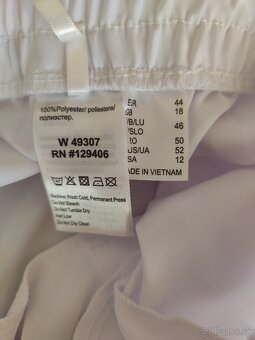 100%Polyester/ poliestere/
полиэстер.
W 49307
RN #129406
Machine Wash Cold, Permanent Press
Do Not Bleach
Do Not Tumble Dry
Iron Low
Do Not Dry Clean
ER 44
GB 18
B/LU 46
/SLO
RO 50
US/UA 52
SA 12
ADE IN VIETNAM